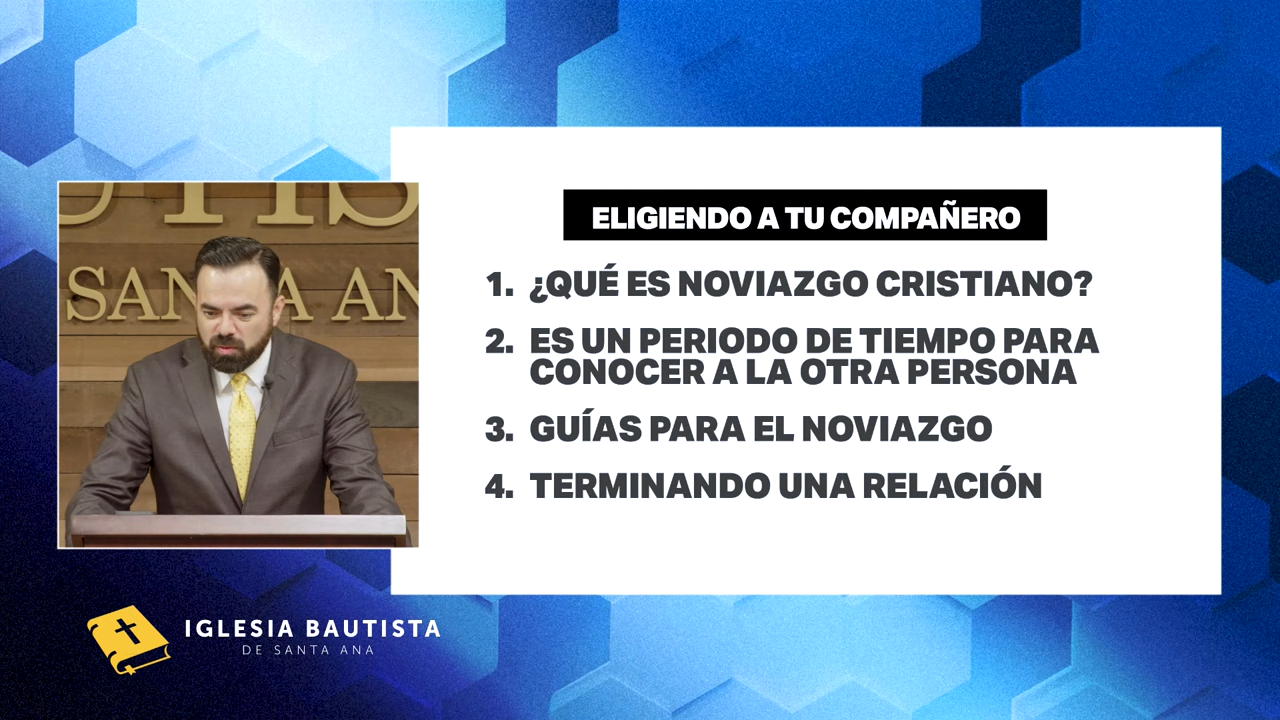 ELIGIENDO A TU COMPAÑERO
1. ¿QUÉ ES NOVIAZGO CRISTIANO?
2. ES UN PERIODO DE TIEMPO PARA
CONOCER A LA OTRA PERSONA
3. GUÍAS PARA EL NOVIAZGO
4. TERMINANDO UNA RELACIÓN
IGLESIA BAUTISTA
DE SANTA ANA